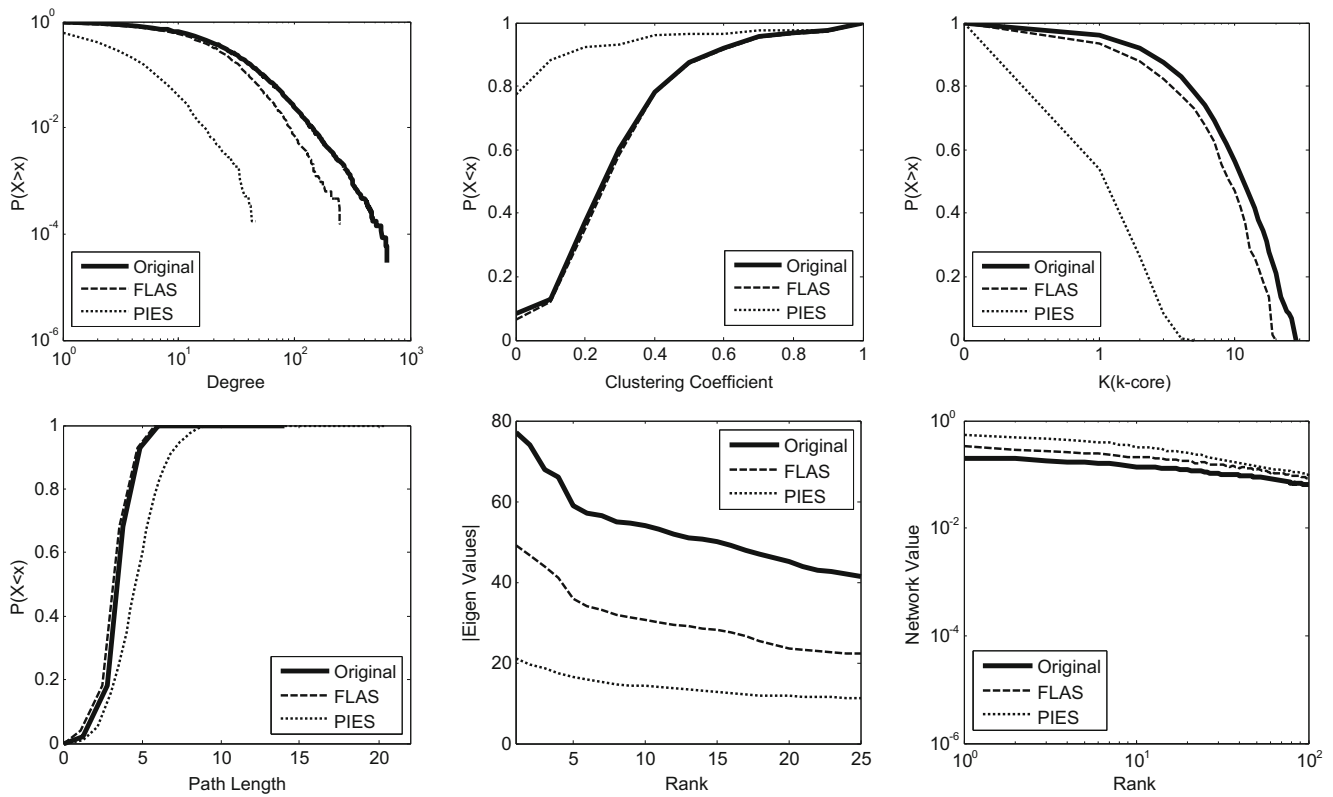 P(X>x)
10^0
10^-2
10^-4
10^-6
10^0 10^1 10^2 10^3
Degree
Original
FLAS
PIES
P(X<x)
1
0.8
0.6
0.4
0.2
0
0 0.2 0.4 0.6 0.8 1
Clustering Coefficient
Original
FLAS
PIES
P(X>x)
1
0.8
0.6
0.4
0.2
0
0 1 10
K(k-core)
Original
FLAS
PIES
P(X<x)
1
0.8
0.6
0.4
0.2
0
0 5 10 15 20
Path Length
Original
FLAS
PIES
|Eigen Values|
80
60
40
20
0
5 10 15 20 25
Rank
Original
FLAS
PIES
Network Value
10^0
10^-2
10^-4
10^-6
10^0 10^1 10^2
Rank
Original
FLAS
PIES